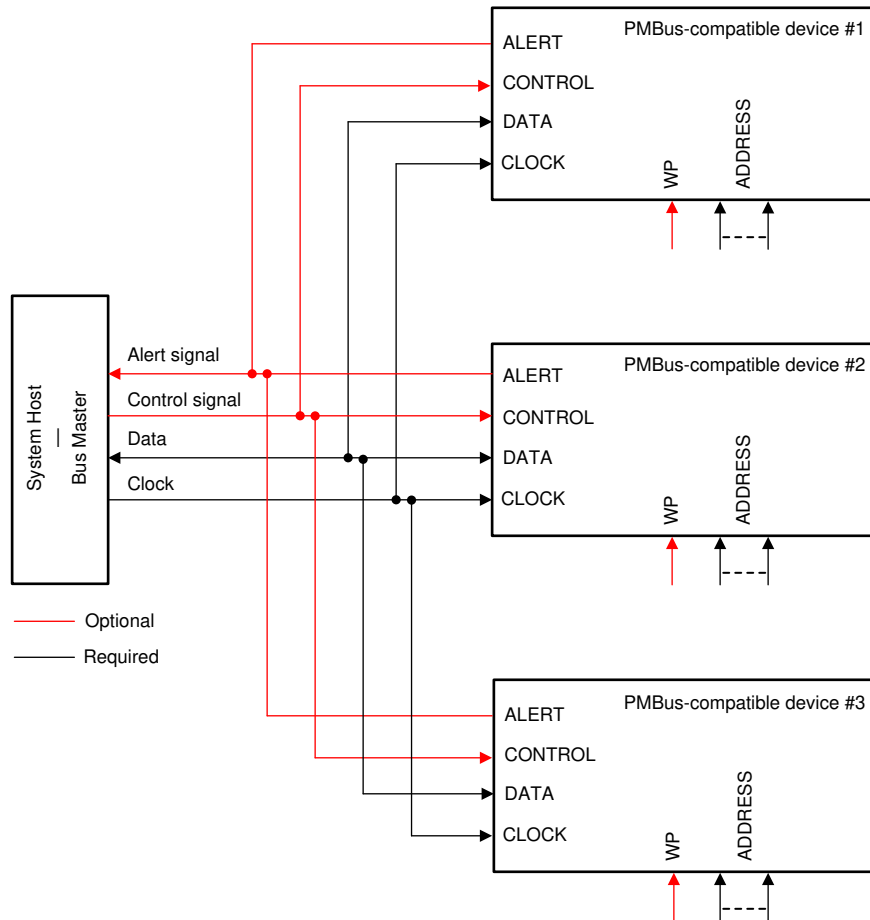 PMBus-compatible device #1
ALERT
CONTROL
DATA
CLOCK
WP
ADDRESS
System Host
—
Bus Master
Alert signal
Control signal
Data
Clock
PMBus-compatible device #2
ALERT
CONTROL
DATA
CLOCK
WP
ADDRESS
Optional
Required
PMBus-compatible device #3
ALERT
CONTROL
DATA
CLOCK
WP
ADDRESS